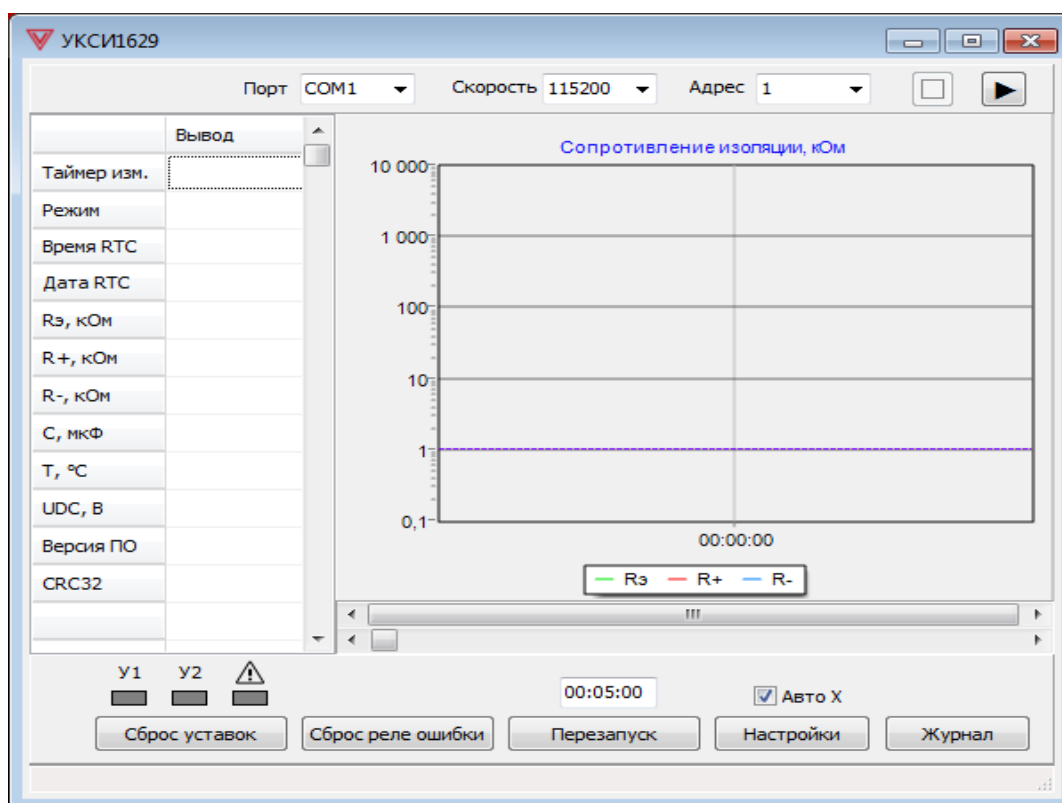 УКСИ1629
Порт COM1 Скорость 115200 Адрес 1
Вывод
Таймер изм.
Режим
Время RTC
Дата RTC
Rэ, кОм
R+, кОм
R-, кОм
C, мкФ
T, ºC
UDC, В
Версия ПО
CRC32
Сопротивление изоляции, кОм
10 000
1 000
100
10
1
0,1
00:00:00
Rэ R+ R-
У1 У2
00:05:00 Авто X
Сброс уставок Сброс реле ошибки Перезапуск Настройки Журнал